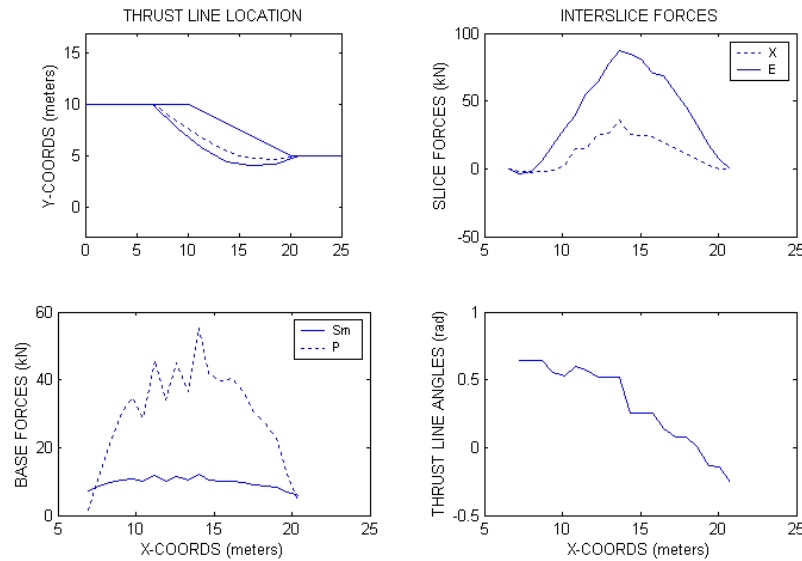 THRUST LINE LOCATION
Y-COORDS (meters)
15
10
5
0
0 5 10 15 20 25
INTERSLICE FORCES
SLICE FORCES (kN)
100
50
0
-50
5 10 15 20 25
X
E
BASE FORCES (kN)
60
40
20
0
5 10 15 20 25
X-COORDS (meters)
Sm
P
THRUST LINE ANGLES (rad)
1
0.5
0
-0.5
5 10 15 20 25
X-COORDS (meters)